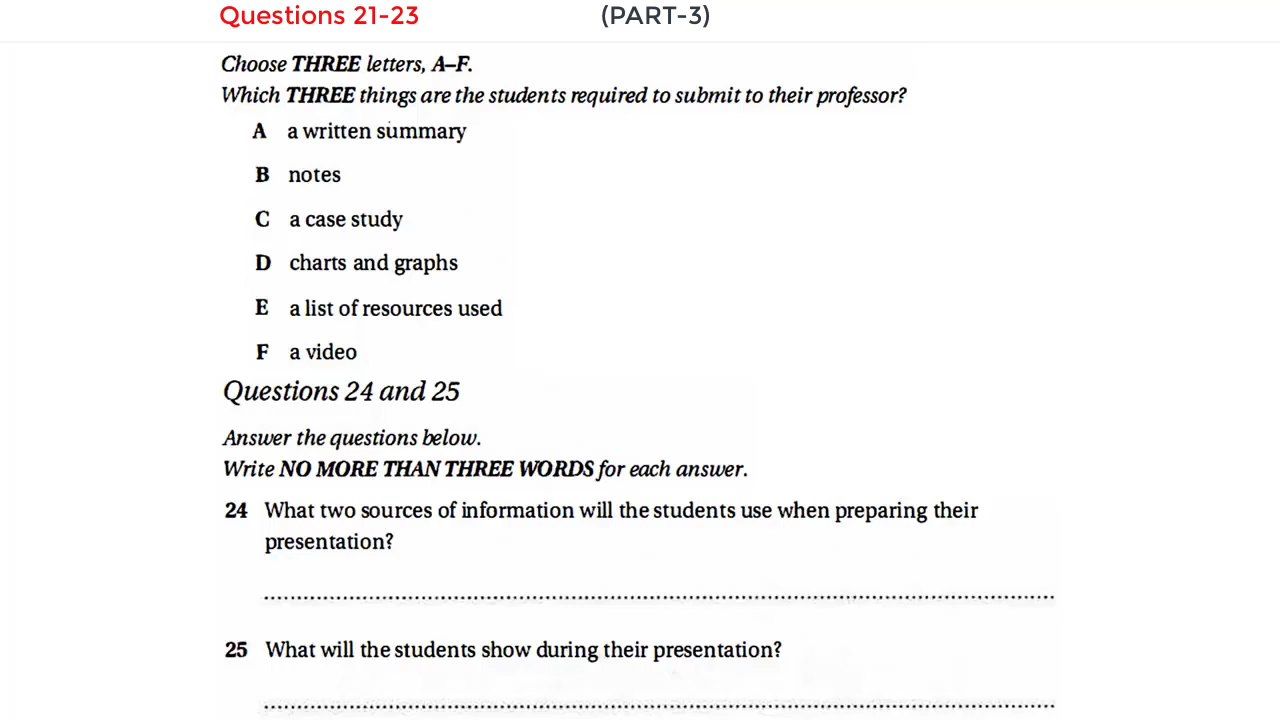 Questions 21-23 (PART-3)
Choose THREE letters, A–F.
Which THREE things are the students required to submit to their professor?
A a written summary
B notes
C a case study
D charts and graphs
E a list of resources used
F a video
Questions 24 and 25
Answer the questions below.
Write NO MORE THAN THREE WORDS for each answer.
24 What two sources of information will the students use when preparing their
presentation?
25 What will the students show during their presentation?